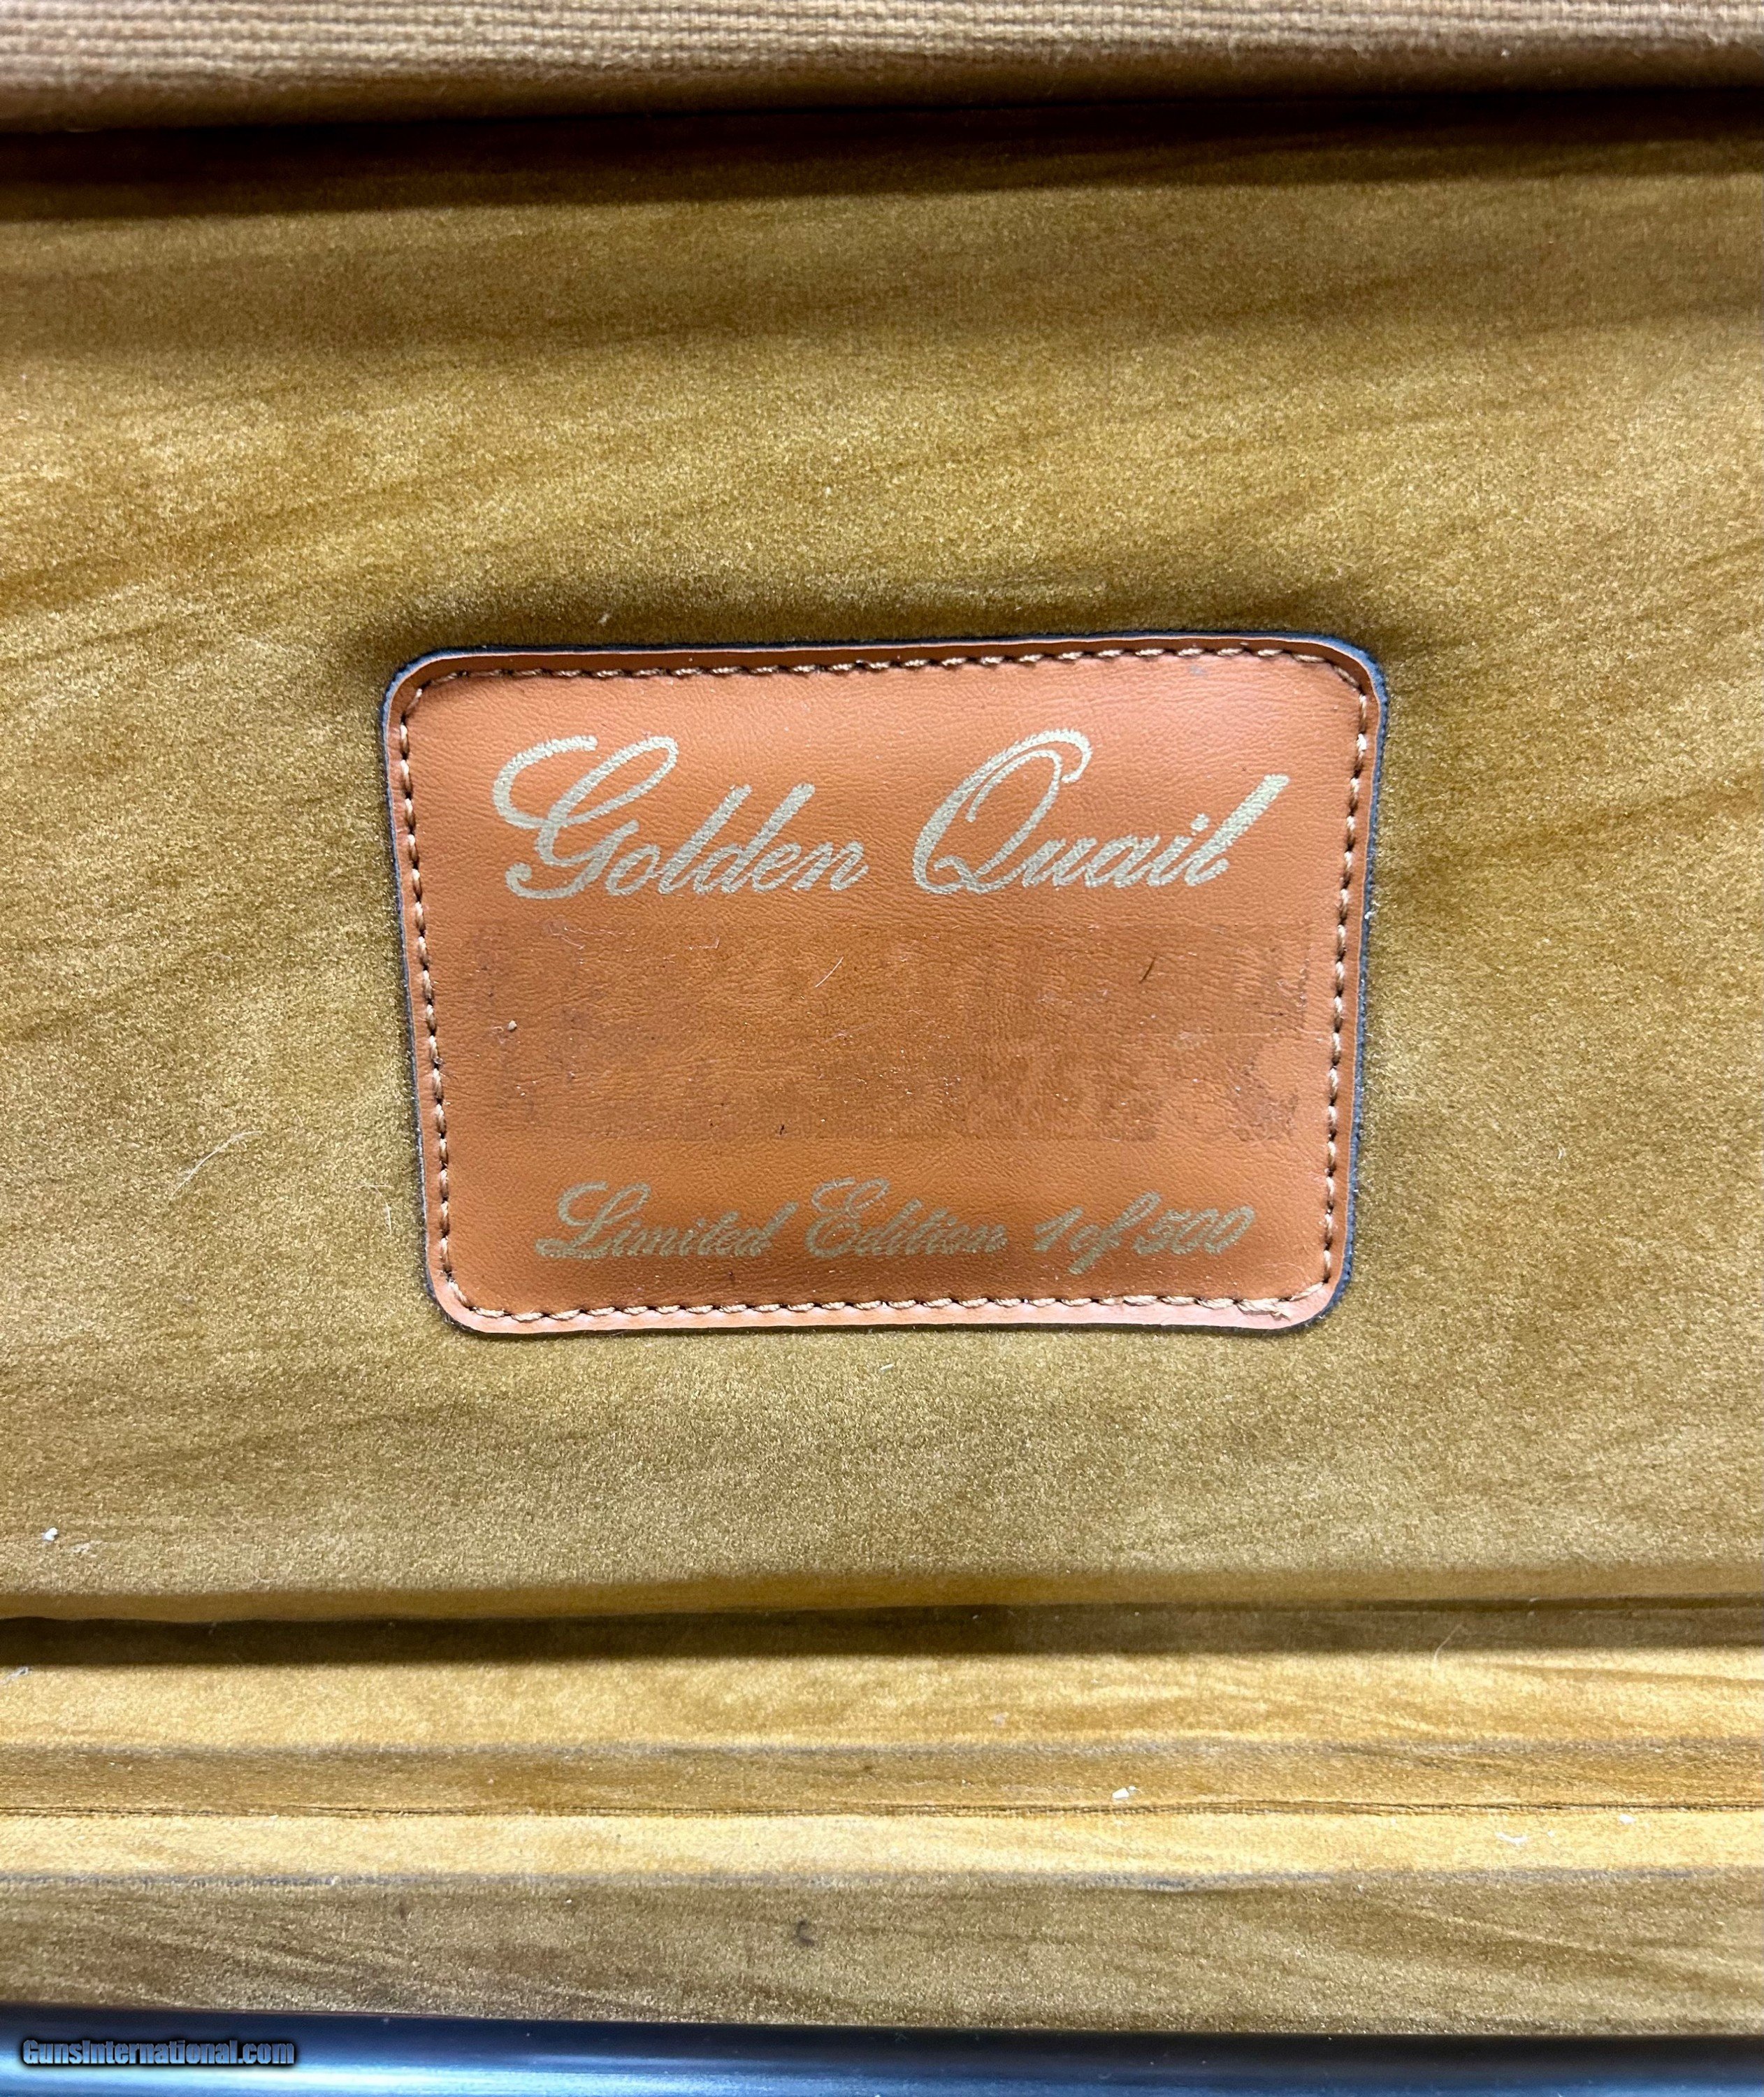 Golden Quail
Limited Edition 1 of 500
GunsInternational.com